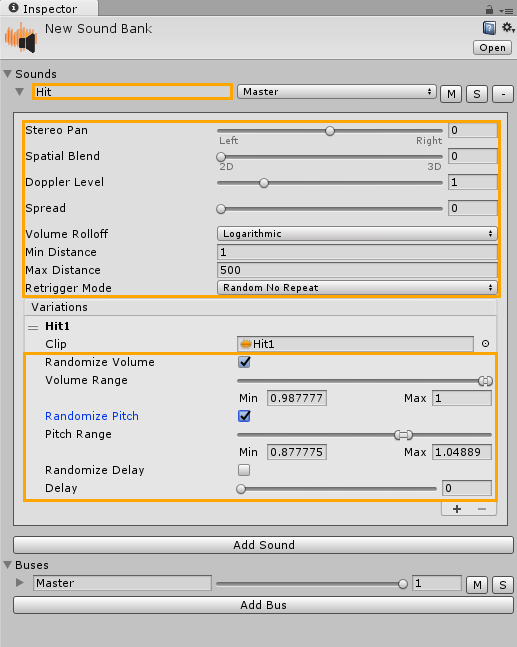 Inspector
New Sound Bank
Open
Sounds
Hit Master M S -
Stereo Pan 0
Left Right
Spatial Blend 0
2D 3D
Doppler Level 1
Spread 0
Volume Rolloff Logarithmic
Min Distance 1
Max Distance 500
Retrigger Mode Random No Repeat
Variations
Hit1
Clip Hit1
Randomize Volume
Volume Range
Min 0.987777 Max 1
Randomize Pitch
Pitch Range
Min 0.877775 Max 1.04889
Randomize Delay
Delay 0
+ -
Add Sound
Buses
Master 1 M S
Add Bus